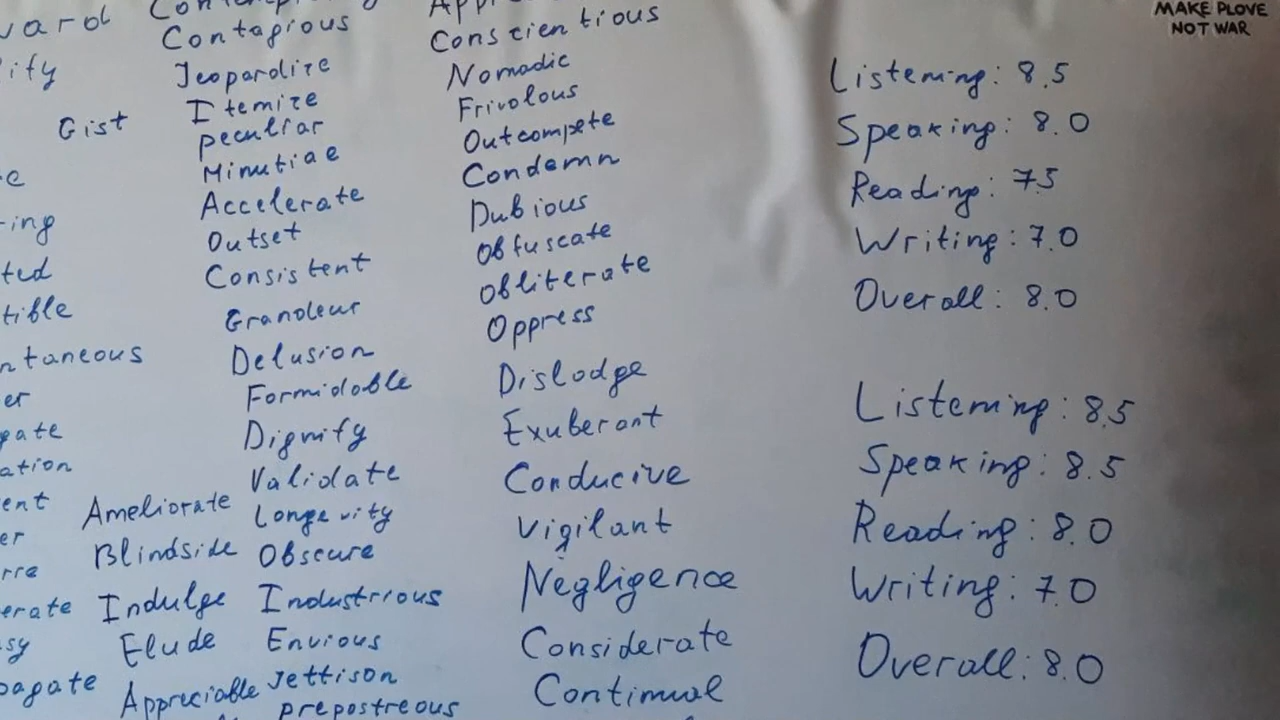 MAKE PLOVE
NOT WAR
Gist
ntaneous
Ameliorate
Blindside
Indulge
Elude
Appreciable
Contagious
Jeopardize
Itemize
peculiar
Minutiae
Accelerate
Outset
Consistent
Grandeur
Delusion
Formidable
Dignify
Validate
Longevity
Obscure
Industrious
Envious
Jettison
prepostreous
Conscientious
Nomadic
Frivolous
Outcompete
Condemn
Dubious
Obfuscate
Obliterate
Oppress
Dislodge
Exuberant
Conducive
Vigilant
Negligence
Considerate
Continual
Listening: 8.5
Speaking: 8.0
Reading: 7.5
Writing: 7.0
Overall: 8.0
Listening: 8.5
Speaking: 8.5
Reading: 8.0
Writing: 7.0
Overall: 8.0